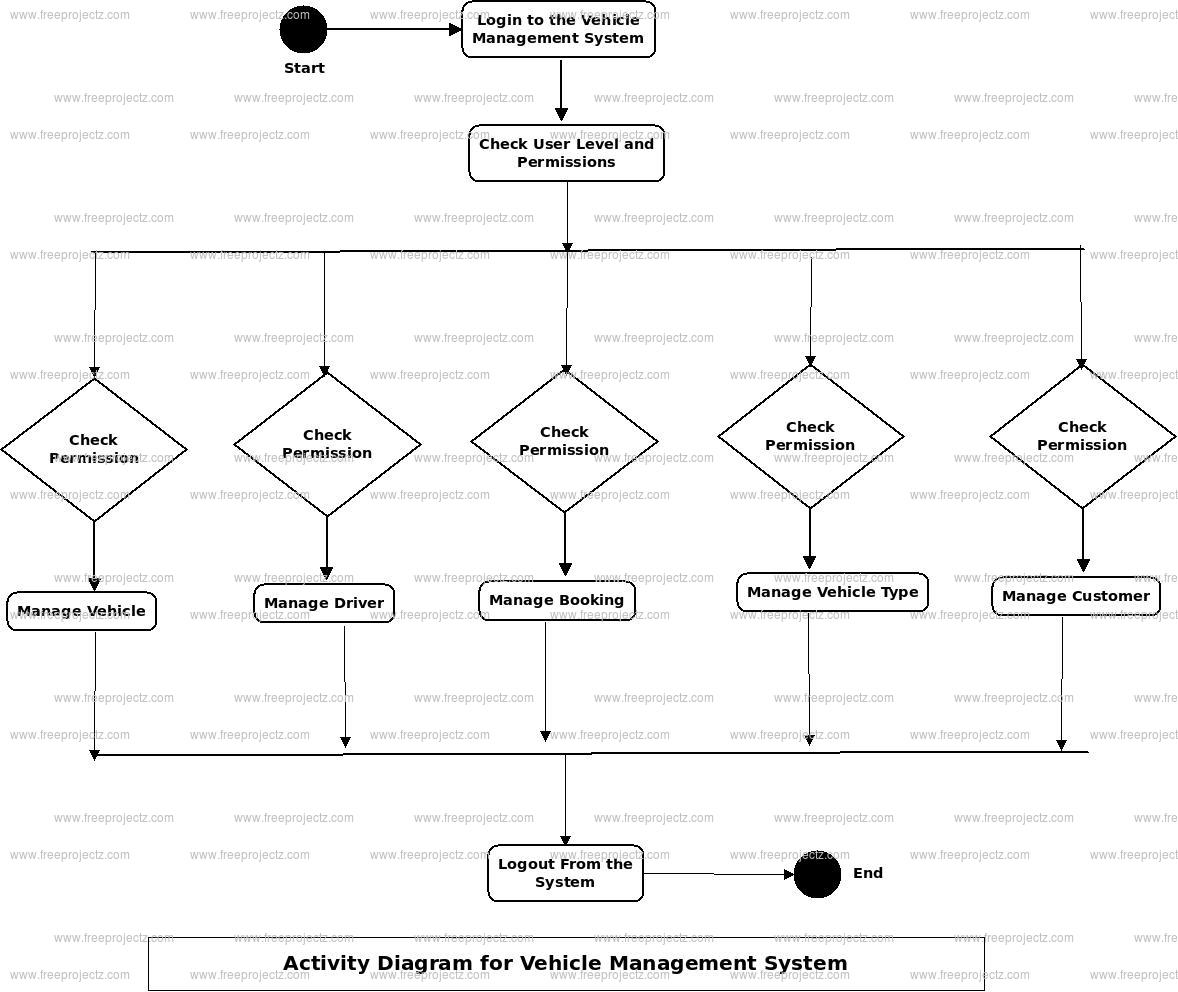 Login to the Vehicle
Management System
Start
Check User Level and
Permissions
Check
Permission
Check
Permission
Check
Permission
Check
Permission
Check
Permission
Manage Vehicle
Manage Driver
Manage Booking
Manage Vehicle Type
Manage Customer
Logout From the
System
End
Activity Diagram for Vehicle Management System
www.freeprojectz.com